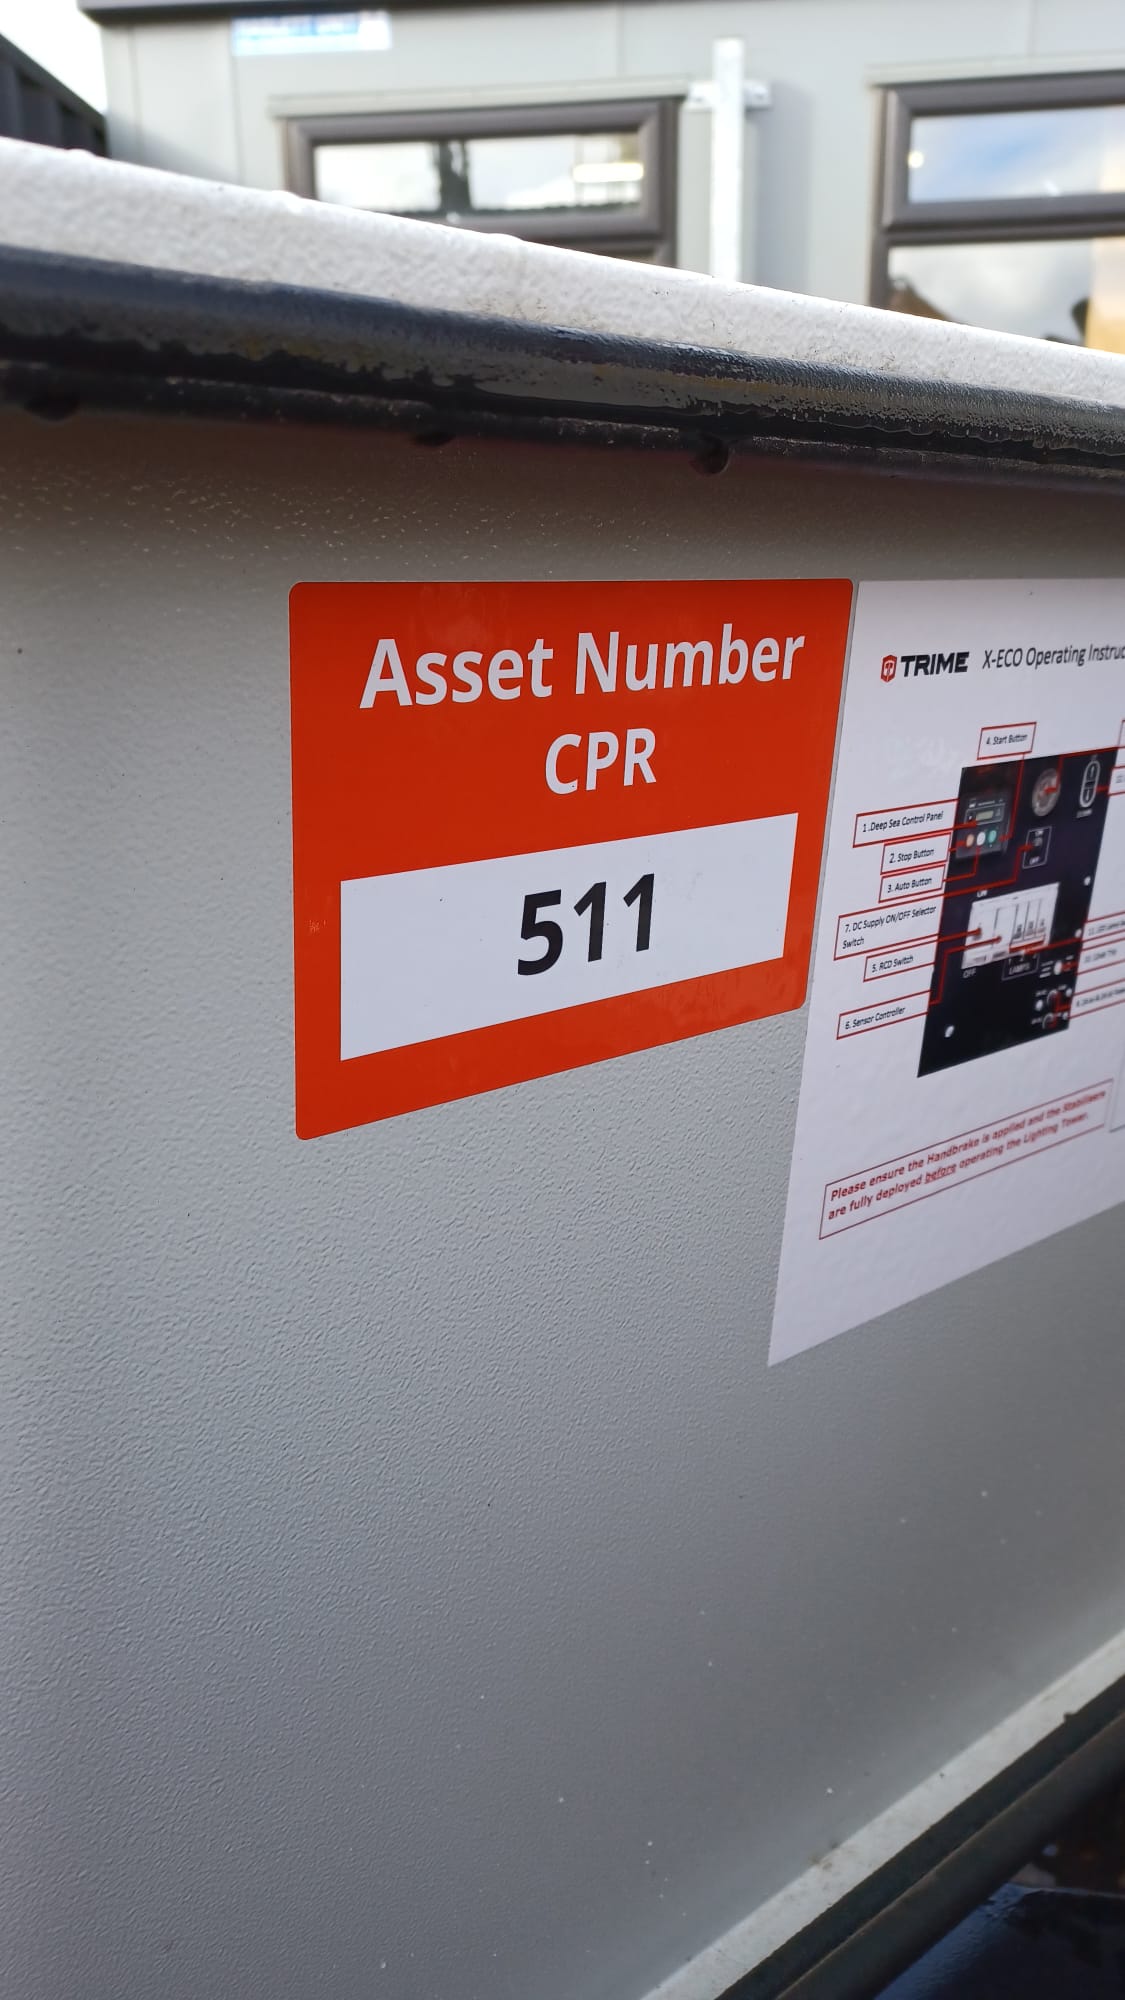 Asset Number
CPR
511
TRIME X-ECO Operating
4. Start Button
1 .Deep Sea Control Panel
2. Stop Button
3. Auto Button
7. DC Supply ON/OFF Selector
Switch
5. RCD Switch
6. Sensor Controller
OFF
LAMPS
Please ensure the Handbrake is applied and the Stabilisers
are fully deployed before operating the Lighting Tower.